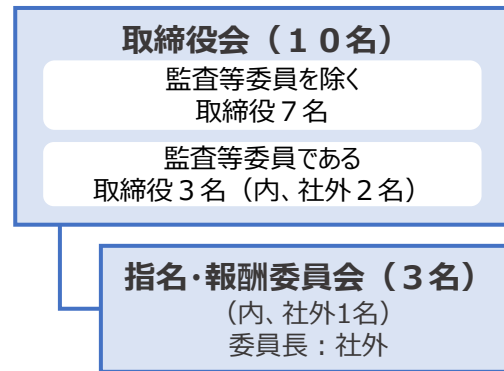 取締役会（１０名）
監査等委員を除く
取締役７名
監査等委員である
取締役３名（内、社外２名）
指名・報酬委員会（３名）
（内、社外1名）
委員長：社外